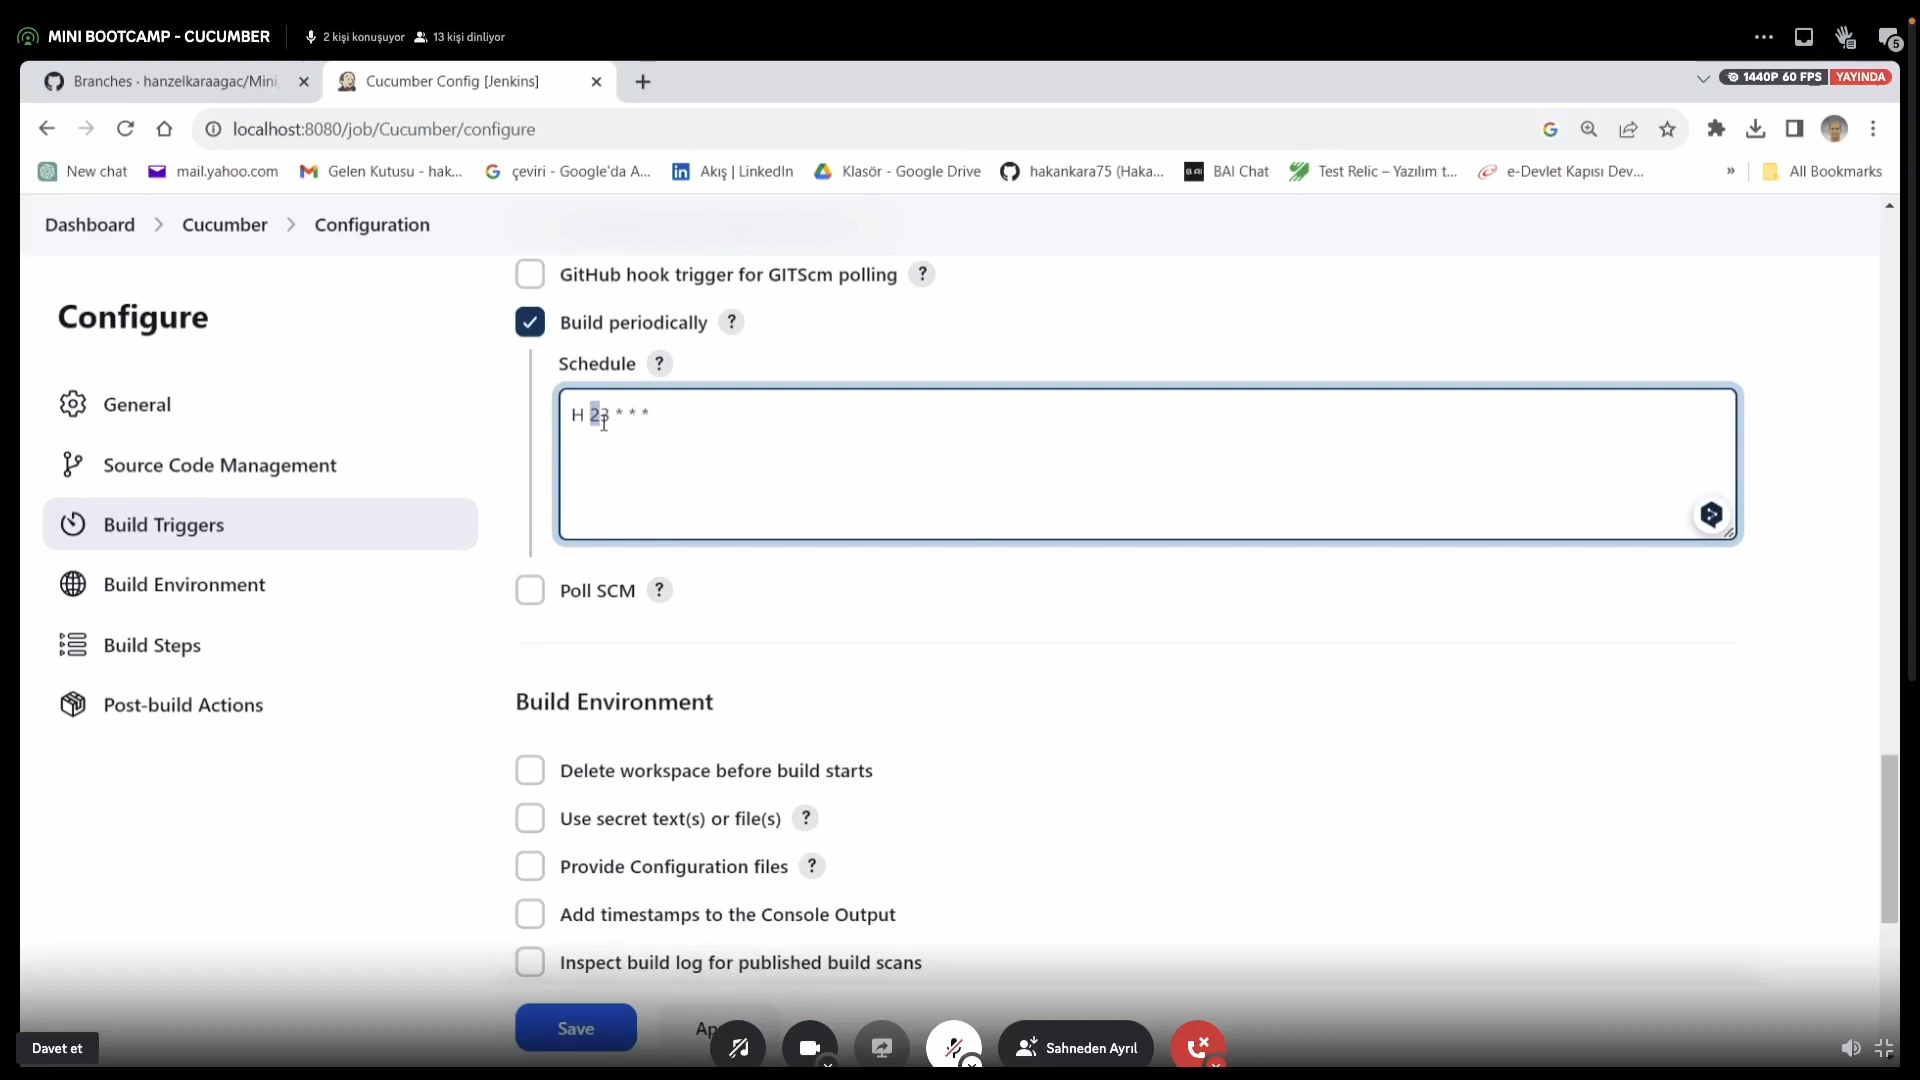 MINI BOOTCAMP - CUCUMBER
2 kişi konuşuyor
13 kişi dinliyor
5
Branches · hanzelkaraagac/Mini_
Cucumber Config [Jenkins]
1440P 60 FPS
YAYINDA
localhost:8080/job/Cucumber/configure
New chat
mail.yahoo.com
Gelen Kutusu - hak...
çeviri - Google'da A...
Akış | LinkedIn
Klasör - Google Drive
hakankara75 (Haka...
BAI Chat
Test Relic – Yazılım t...
e-Devlet Kapısı Dev...
»
All Bookmarks
Dashboard > Cucumber > Configuration
Configure
General
Source Code Management
Build Triggers
Build Environment
Build Steps
Post-build Actions
GitHub hook trigger for GITScm polling ?
Build periodically ?
Schedule ?
H 23 * * *
Poll SCM ?
Build Environment
Delete workspace before build starts
Use secret text(s) or file(s) ?
Provide Configuration files ?
Add timestamps to the Console Output
Inspect build log for published build scans
Save
Ap
Davet et
Sahneden Ayrıl